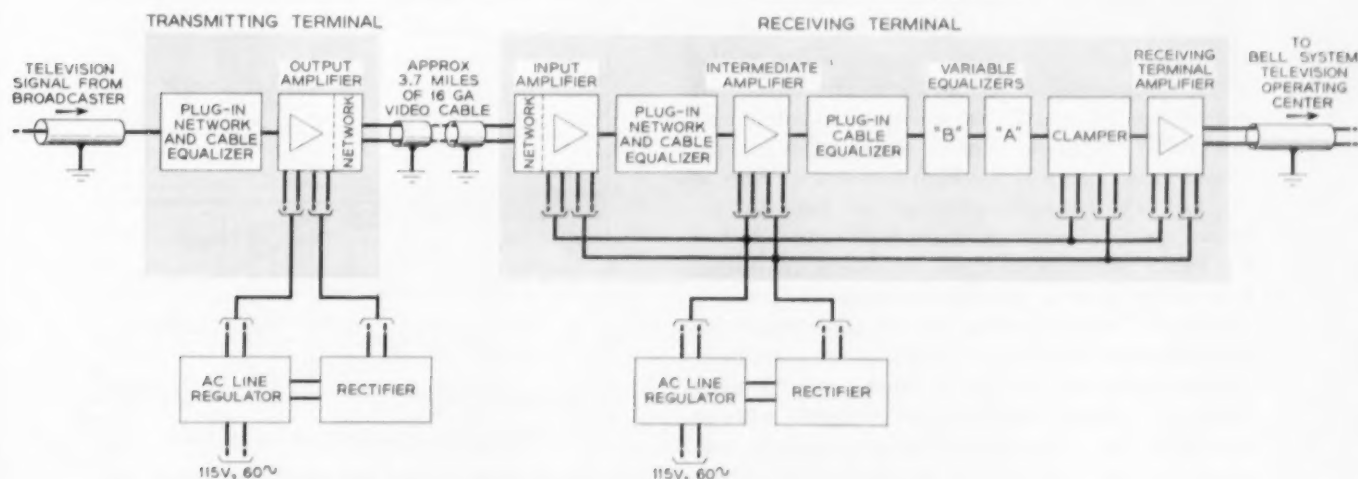 TRANSMITTING TERMINAL
RECEIVING TERMINAL
TELEVISION
SIGNAL FROM
BROADCASTER
PLUG-IN
NETWORK
AND CABLE
EQUALIZER
OUTPUT
AMPLIFIER
NETWORK
APPROX
3.7 MILES
OF 16 GA
VIDEO CABLE
INPUT
AMPLIFIER
NETWORK
PLUG-IN
NETWORK
AND CABLE
EQUALIZER
INTERMEDIATE
AMPLIFIER
PLUG-IN
CABLE
EQUALIZER
VARIABLE
EQUALIZERS
"B"
"A"
CLAMPER
RECEIVING
TERMINAL
AMPLIFIER
TO
BELL SYSTEM
TELEVISION
OPERATING
CENTER
AC LINE
REGULATOR
RECTIFIER
115V, 60~
AC LINE
REGULATOR
RECTIFIER
115V, 60~